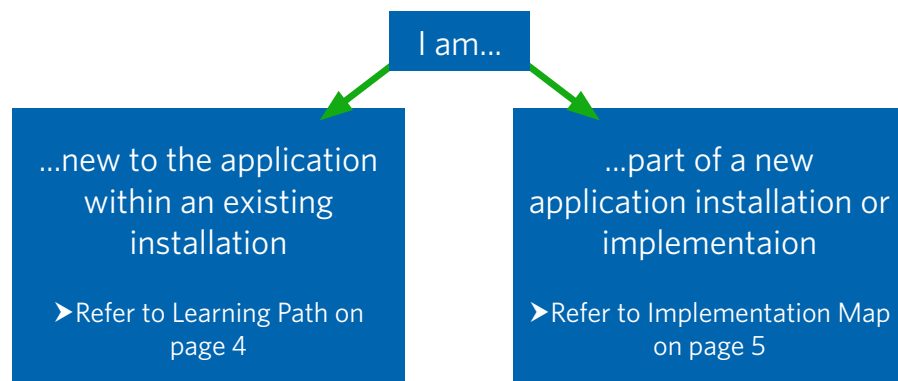 I am...
...new to the application
within an existing
installation
➤Refer to Learning Path on
page 4
...part of a new
application installation or
implementaion
➤Refer to Implementation Map
on page 5